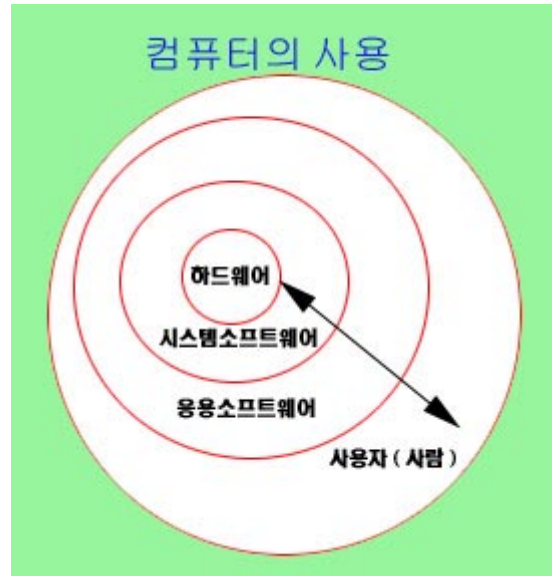 컴퓨터의 사용
하드웨어
시스템소프트웨어
응용소프트웨어
사용자 ( 사람 )